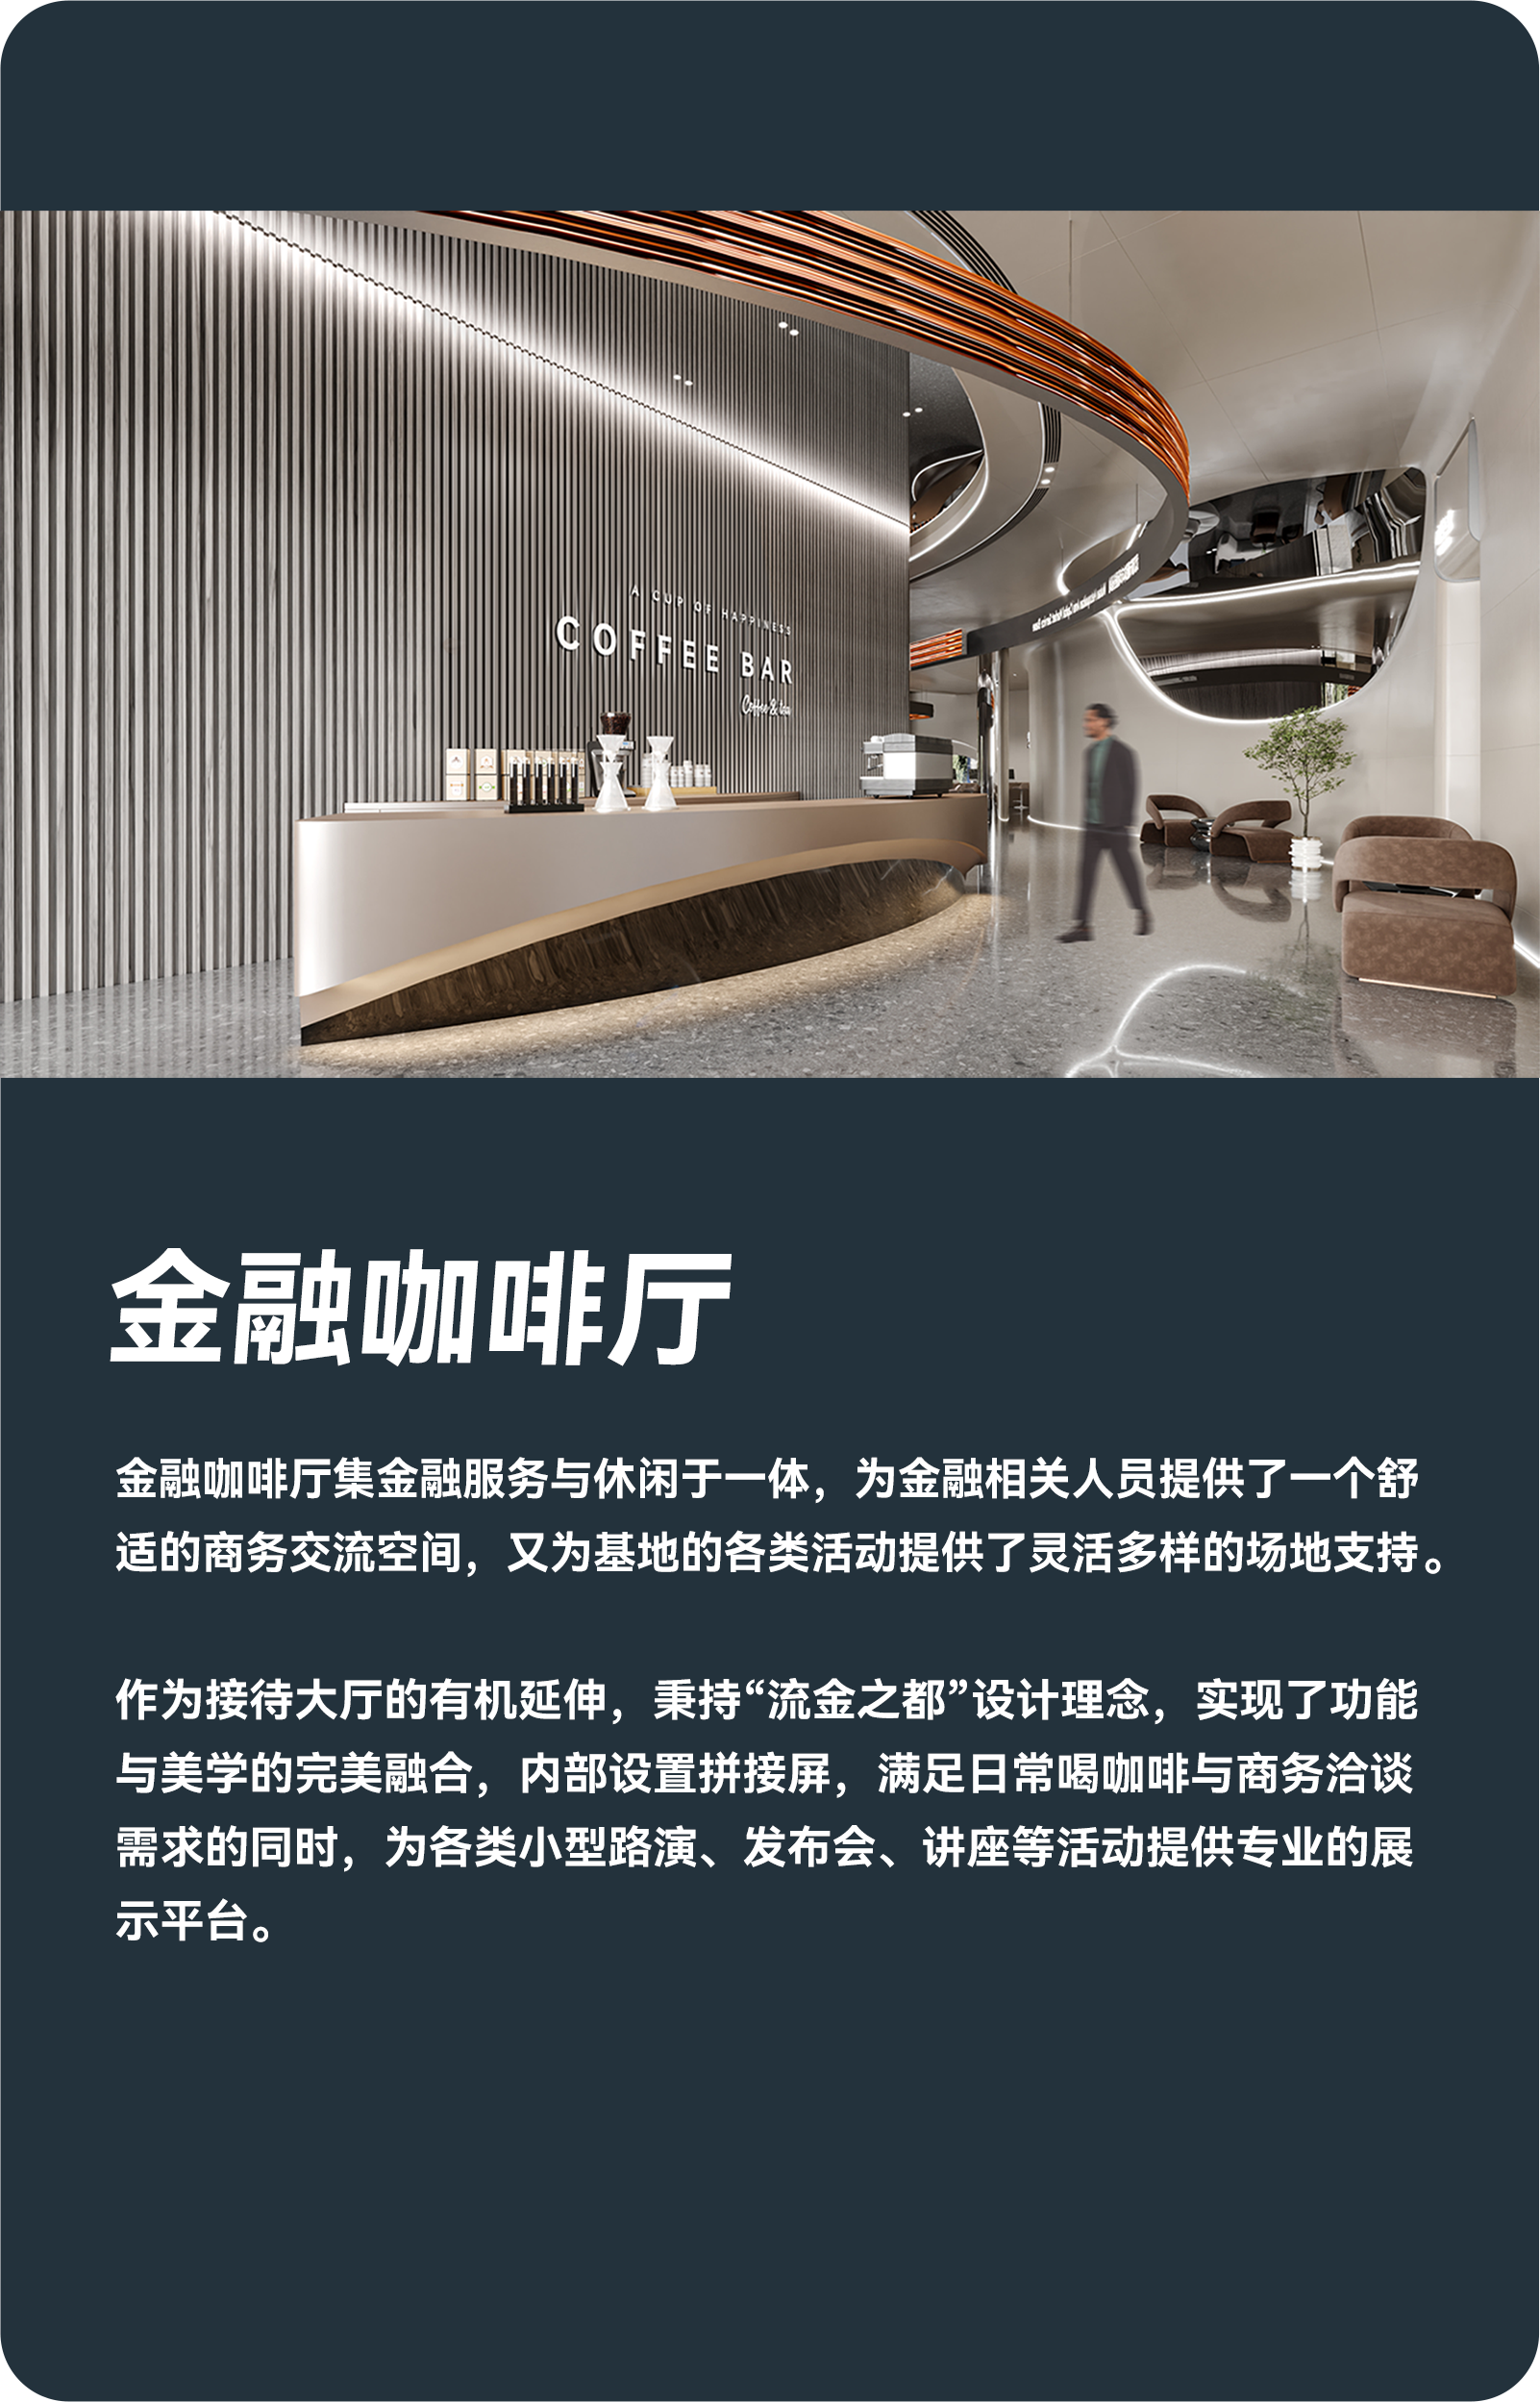 A CUP OF HAPPINESS
COFFEE BAR
Coffee & tea
金融咖啡厅
金融咖啡厅集金融服务与休闲于一体，为金融相关人员提供了一个舒
适的商务交流空间，又为基地的各类活动提供了灵活多样的场地支持。
作为接待大厅的有机延伸，秉持“流金之都”设计理念，实现了功能
与美学的完美融合，内部设置拼接屏，满足日常喝咖啡与商务洽谈
需求的同时，为各类小型路演、发布会、讲座等活动提供专业的展
示平台。